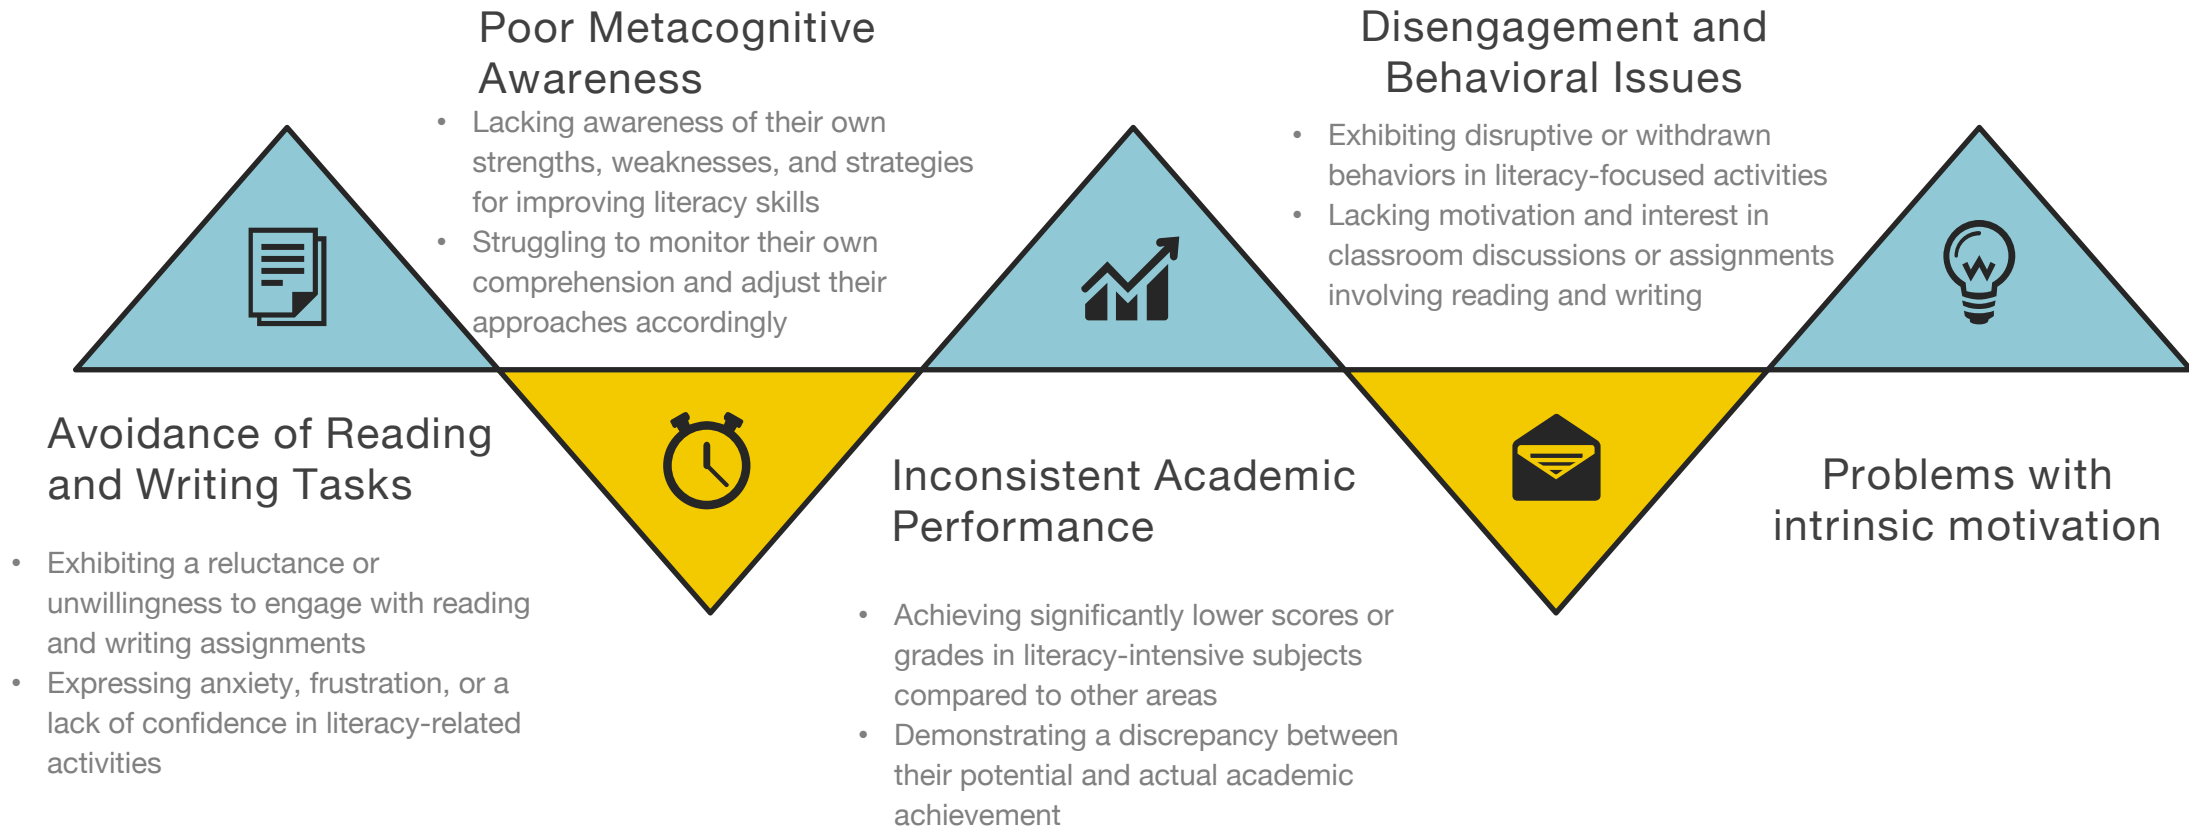 Poor Metacognitive
Awareness
• Lacking awareness of their own
strengths, weaknesses, and strategies
for improving literacy skills
• Struggling to monitor their own
comprehension and adjust their
approaches accordingly
Disengagement and
Behavioral Issues
• Exhibiting disruptive or withdrawn
behaviors in literacy-focused activities
• Lacking motivation and interest in
classroom discussions or assignments
involving reading and writing
Avoidance of Reading
and Writing Tasks
• Exhibiting a reluctance or
unwillingness to engage with reading
and writing assignments
• Expressing anxiety, frustration, or a
lack of confidence in literacy-related
activities
Inconsistent Academic
Performance
• Achieving significantly lower scores or
grades in literacy-intensive subjects
compared to other areas
• Demonstrating a discrepancy between
their potential and actual academic
achievement
Problems with
intrinsic motivation